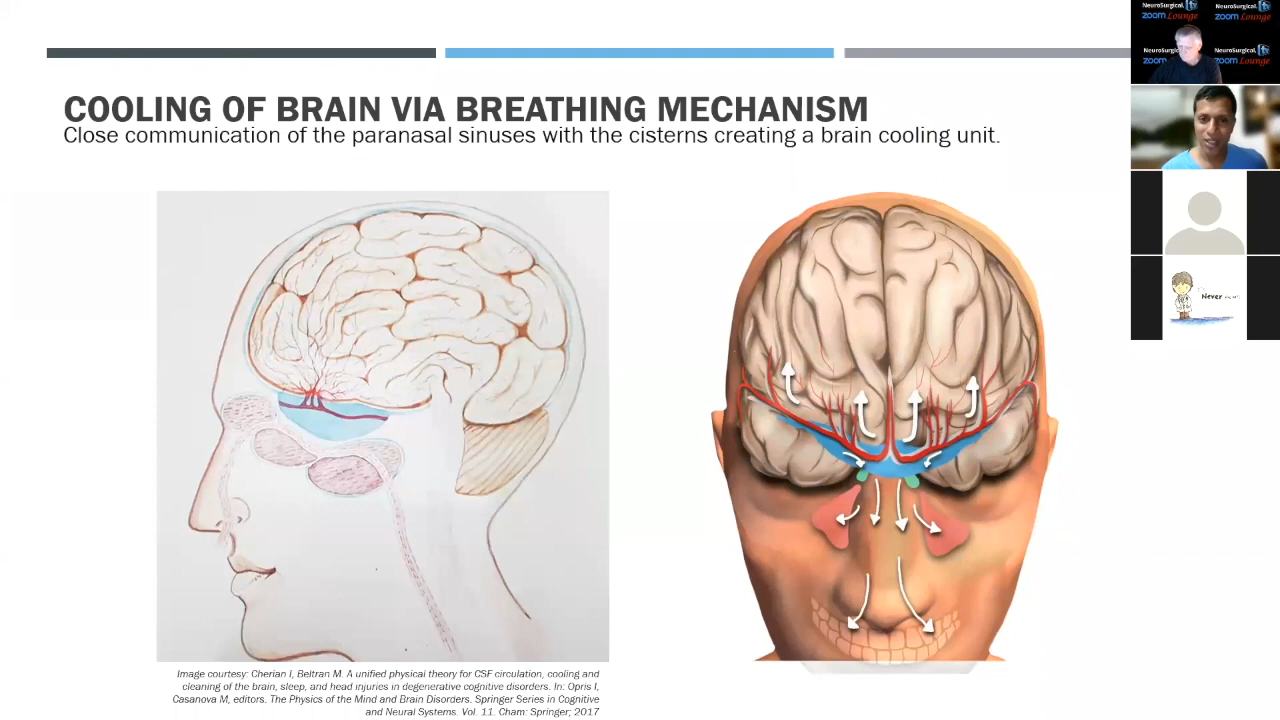 COOLING OF BRAIN VIA BREATHING MECHANISM
Close communication of the paranasal sinuses with the cisterns creating a brain cooling unit.
Image courtesy: Cherian I, Beltran M. A unified physical theory for CSF circulation, cooling and
cleaning of the brain, sleep, and head injuries in degenerative cognitive disorders. In: Opris I,
Casanova M, editors. The Physics of the Mind and Brain Disorders. Springer Series in Cognitive
and Neural Systems. Vol. 11. Cham: Springer; 2017
NeuroSurgical tv NeuroSurgical tv
zoom Lounge zoom Lounge
NeuroSurgical tv
zoom Lounge
Never